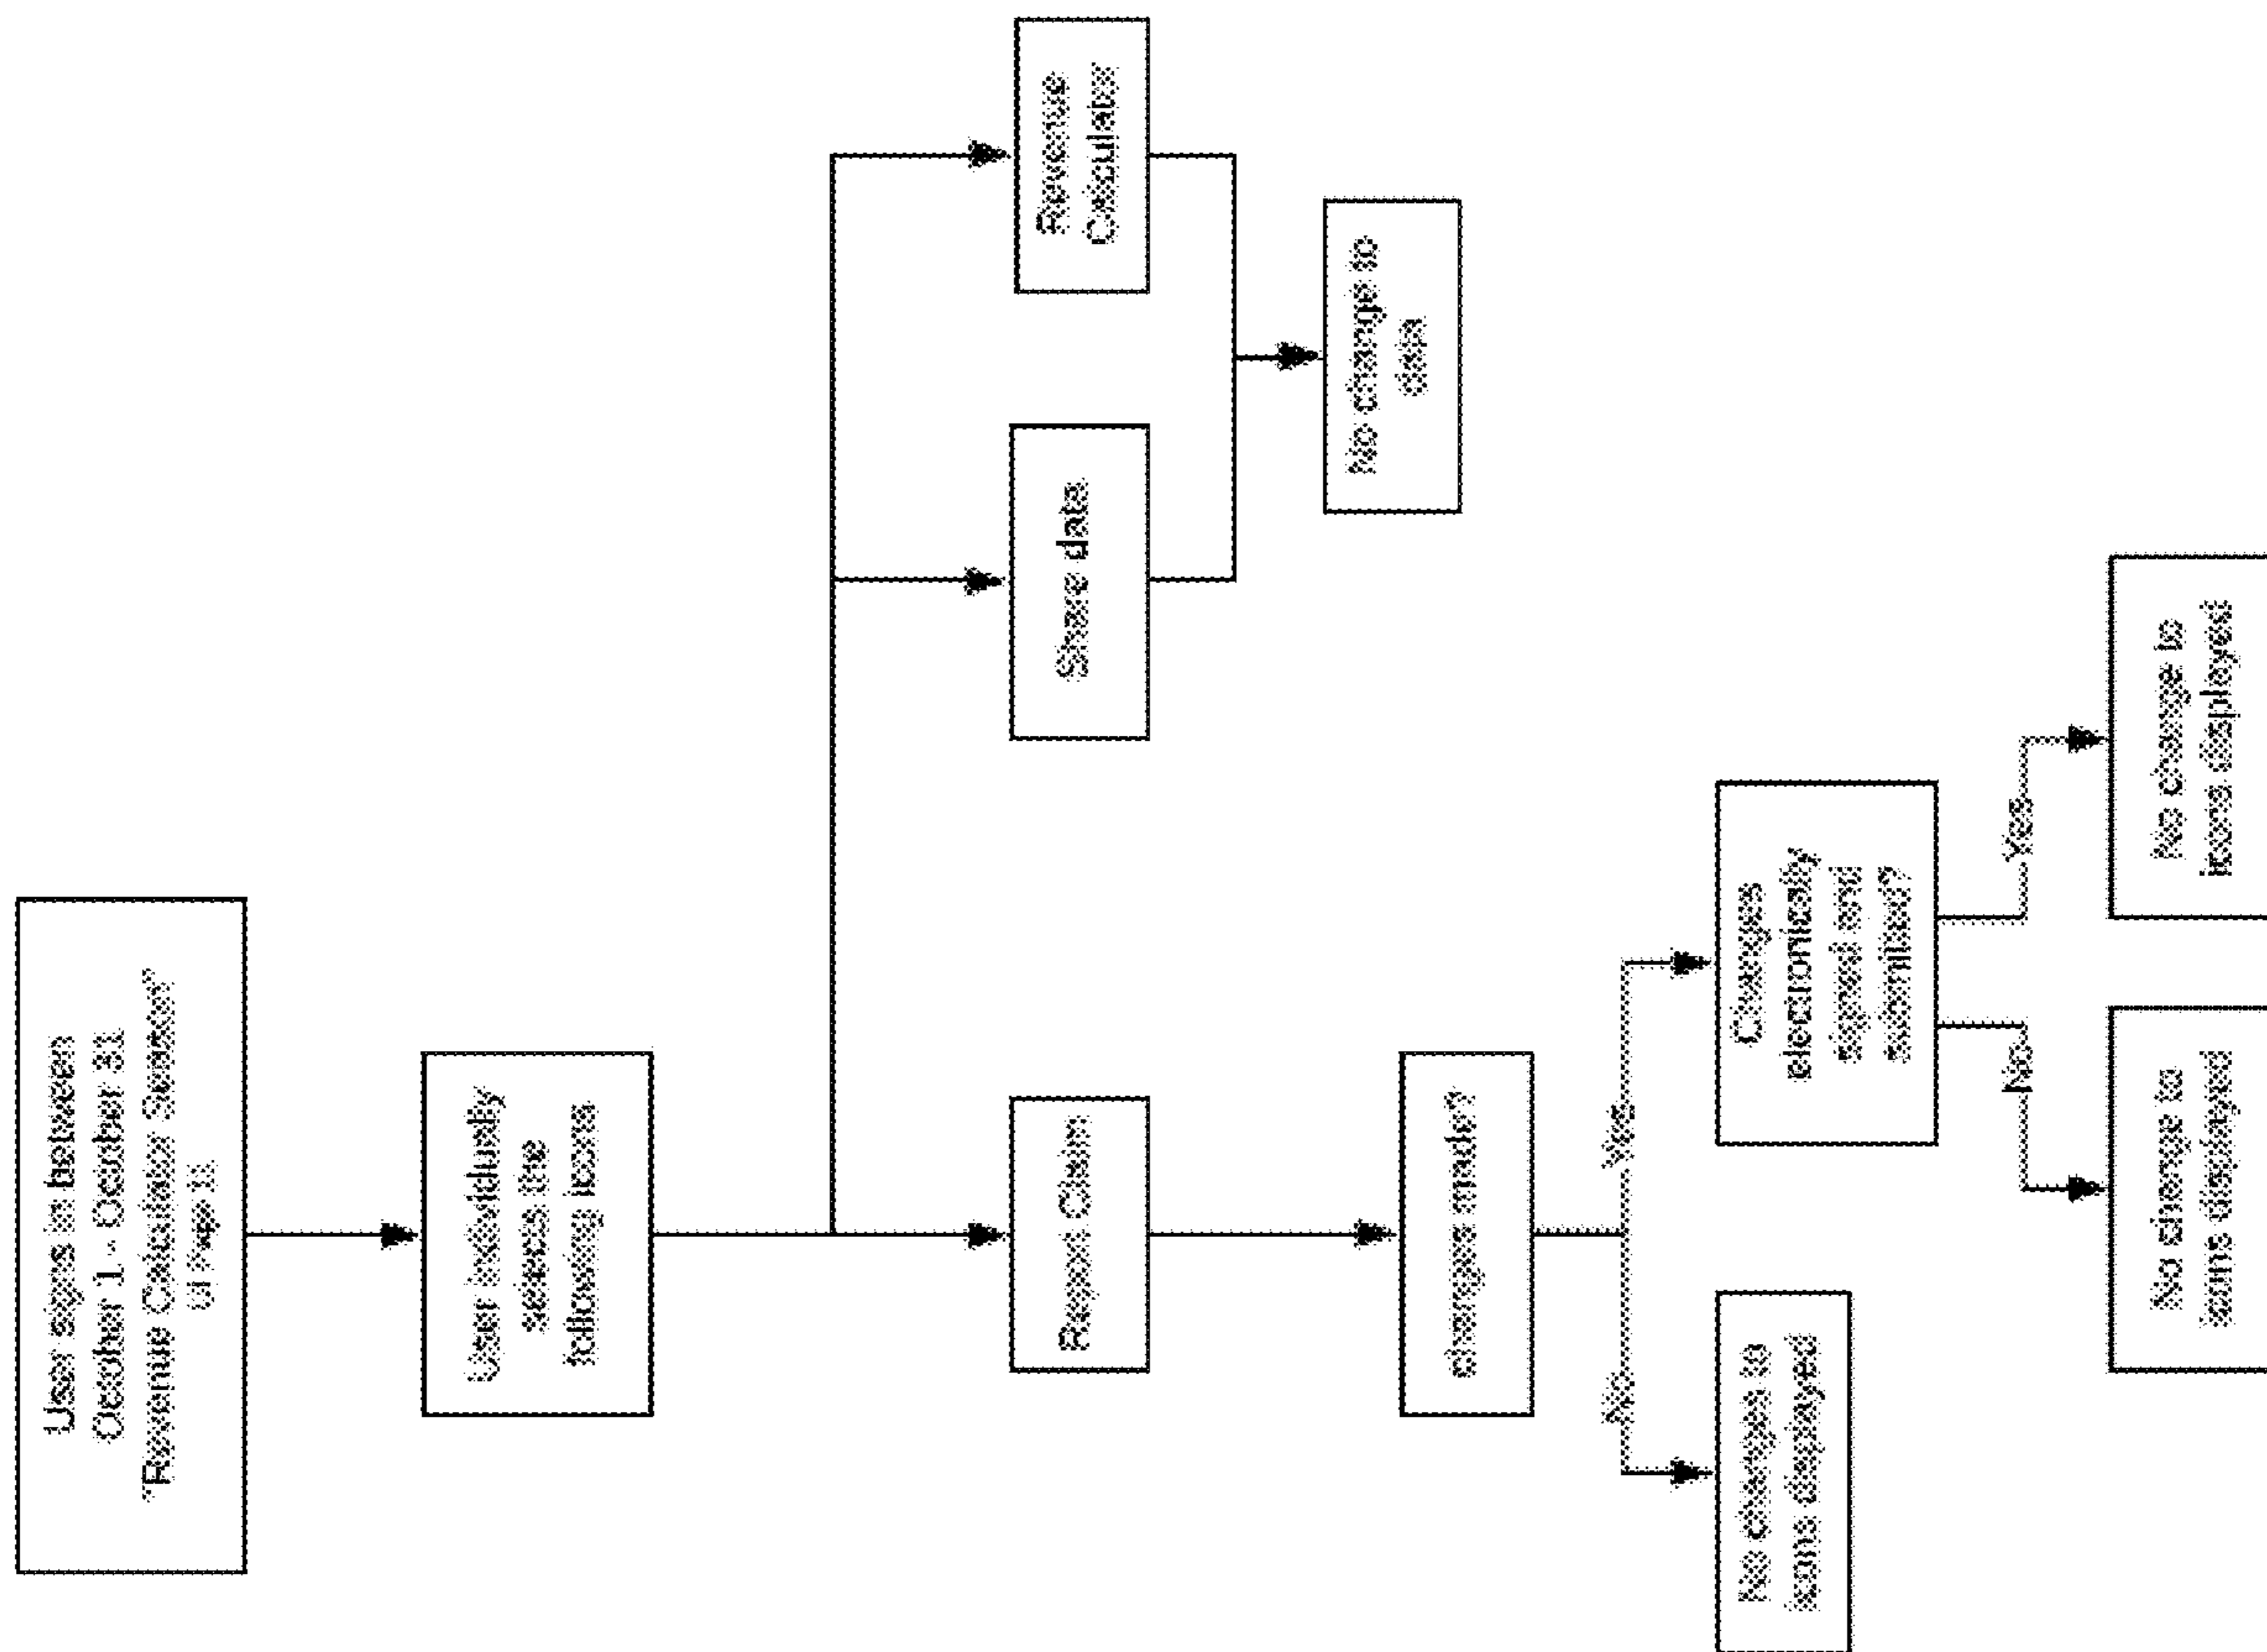 User signs in between
October 1 - October 31
"Revenue Calculator Season"
UI Page 11
User individually
selects the
following icons
Report Claim
Share data
Revenue
Calculator
No change to
data
changes made?
No
Yes
No changes to
icons displayed
Changes
electronically
signed and
submitted?
No
Yes
No change to
icons displayed
No change to
icons displayed